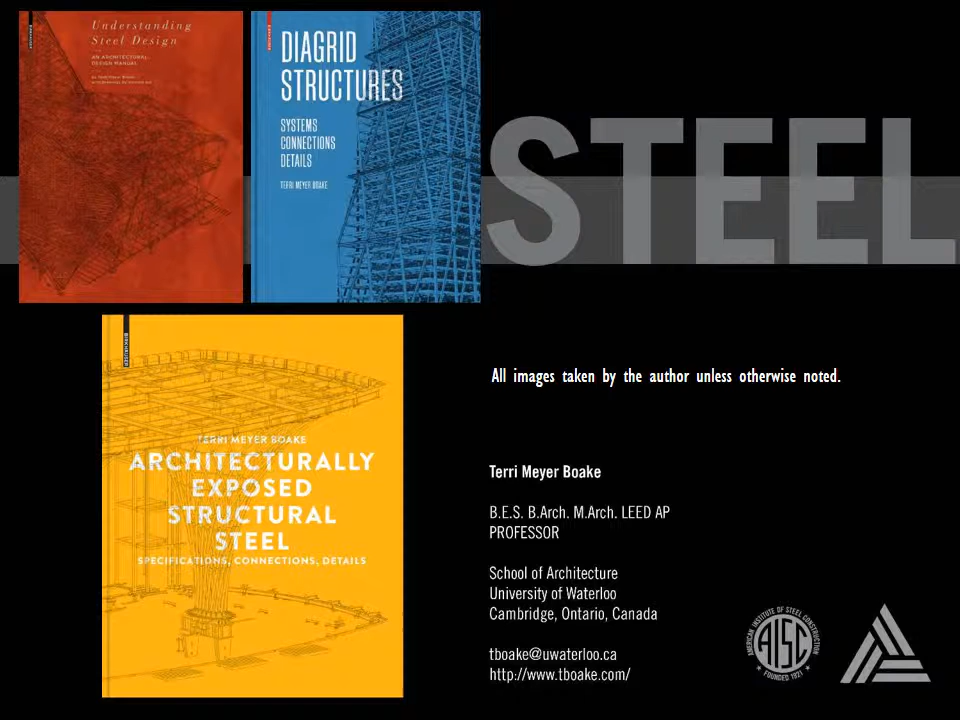 Understanding
Steel Design
AN ARCHITECTURAL
DESIGN MANUAL
DIAGRID
STRUCTURES
SYSTEMS
CONNECTIONS
DETAILS
TERRI MEYER BOAKE
STEEL
BIRKHÄUSER
TERRI MEYER BOAKE
ARCHITECTURALLY
EXPOSED
STRUCTURAL
STEEL
SPECIFICATIONS, CONNECTIONS, DETAILS
All images taken by the author unless otherwise noted.
Terri Meyer Boake
B.E.S. B.Arch. M.Arch. LEED AP
PROFESSOR
School of Architecture
University of Waterloo
Cambridge, Ontario, Canada
tboake@uwaterloo.ca
http://www.tboake.com/
AMERICAN INSTITUTE OF STEEL CONSTRUCTION
AISC
FOUNDED 1921